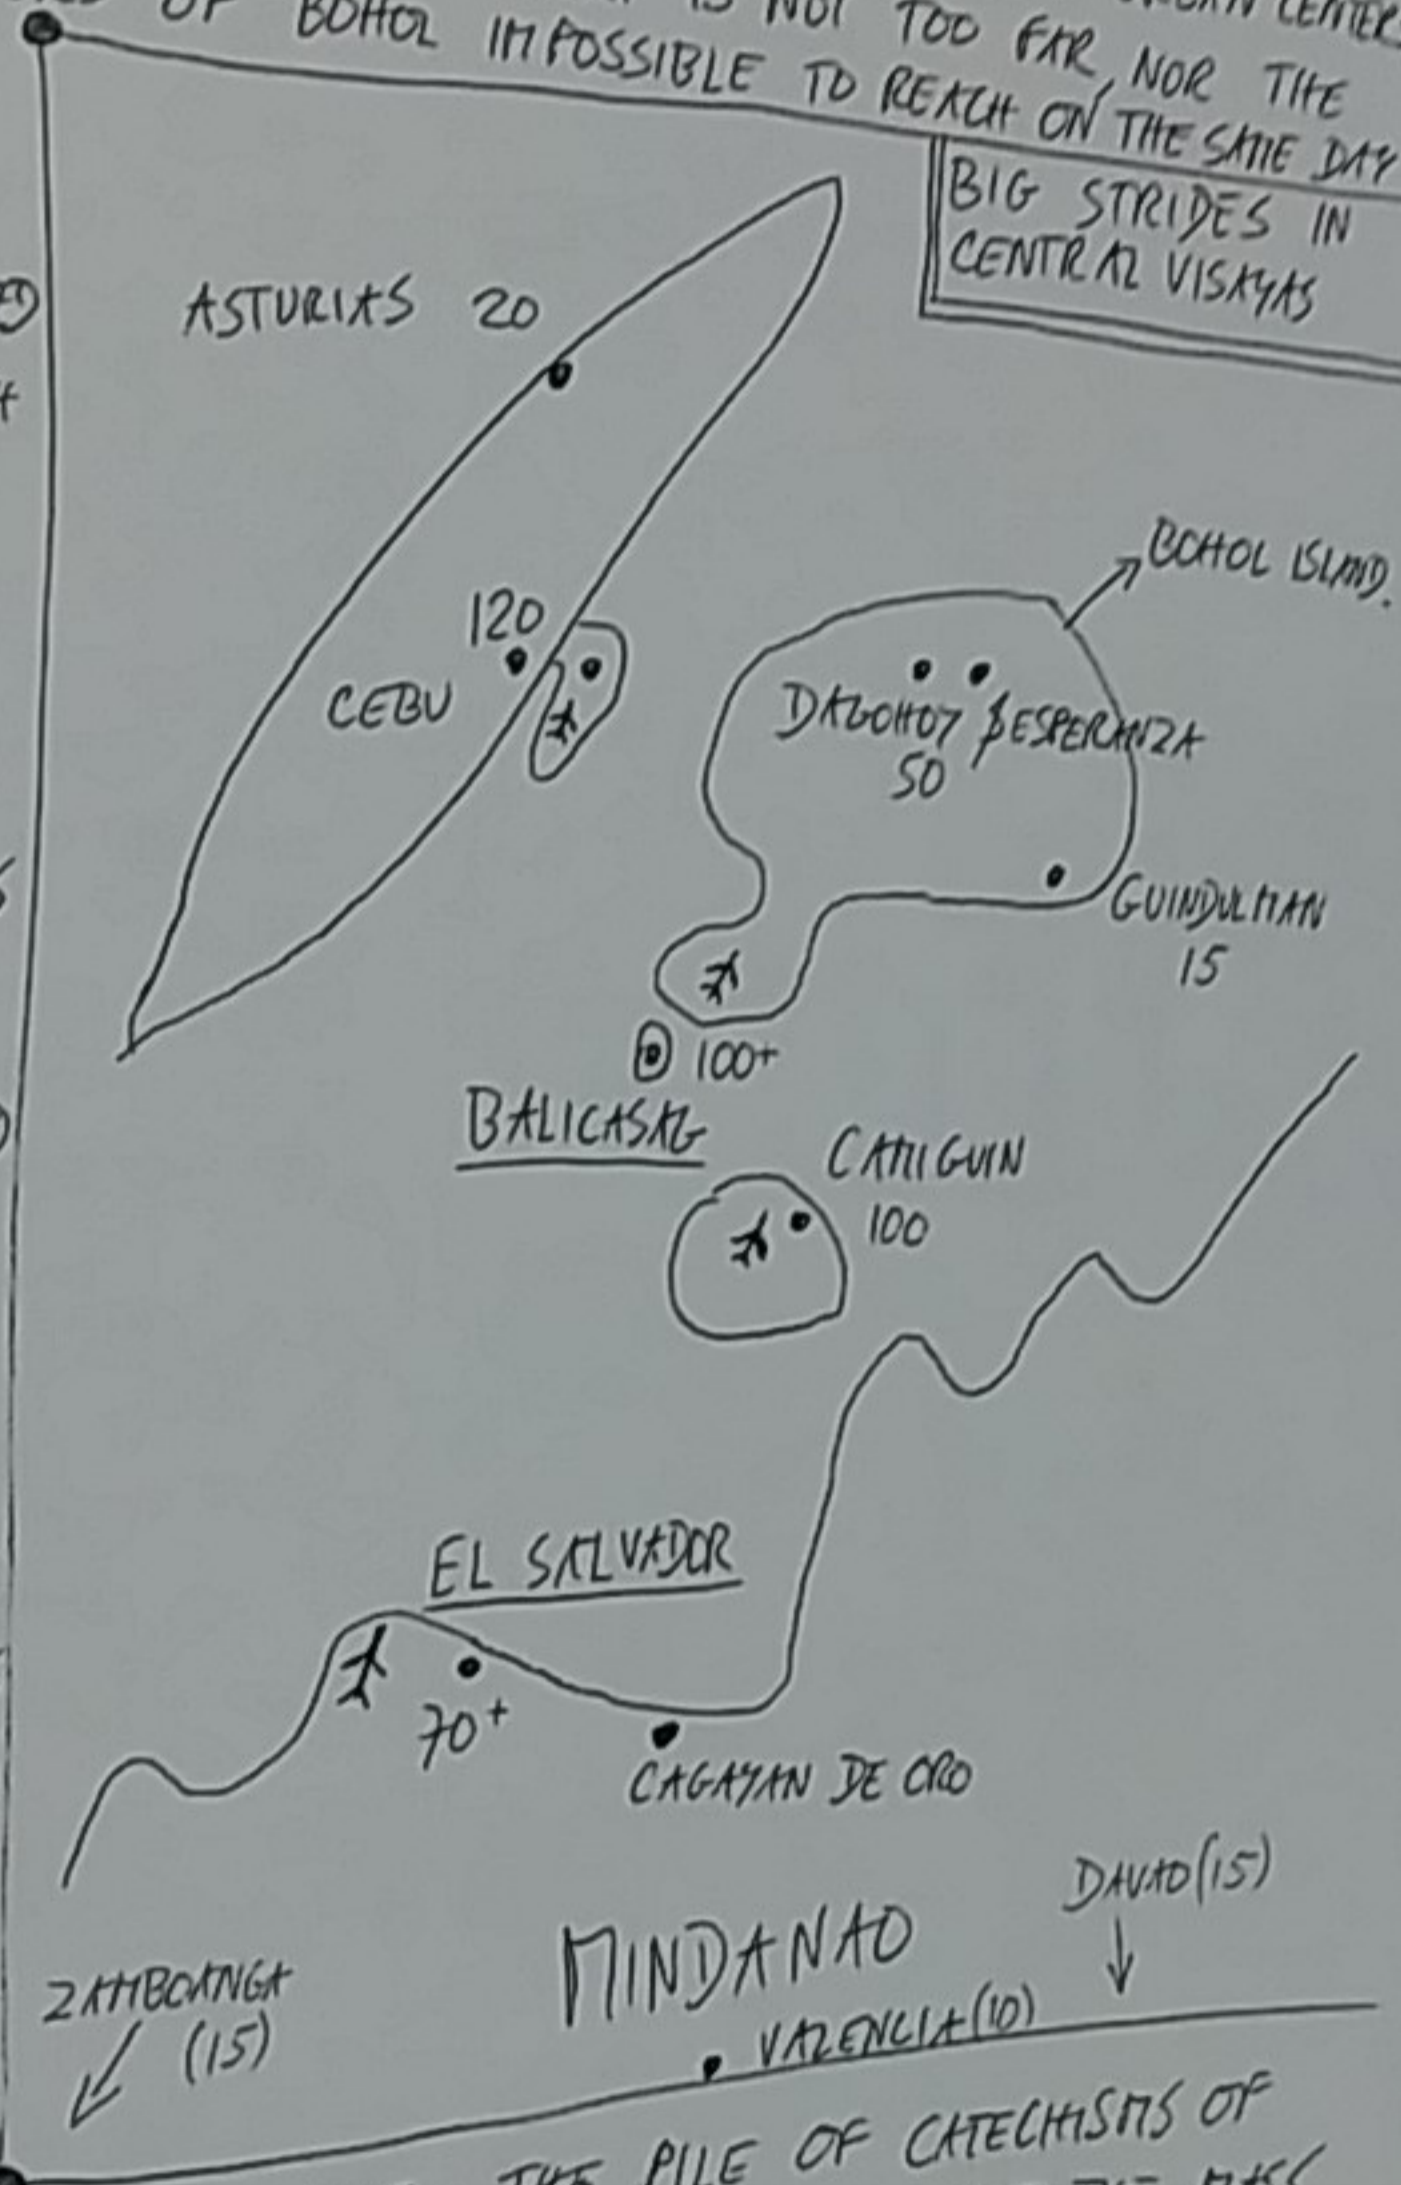 OF BOHOL IS NOT TOO FAR, NOR THE
IMPOSSIBLE TO REACH ON THE SAME DAY
BIG STRIDES IN
CENTRAL VISAYAS
ASTURIAS 20
BOHOL ISLAND.
120
CEBU
DAGOHOY & ESPERANZA
50
GUINDULMAN
15
100+
BALICASAG
CAMIGUIN
100
EL SALVADOR
70+
CAGAYAN DE ORO
DAVAO (15)
MINDANAO
ZAMBOANGA
(15)
VALENCIA (10)
THE PILE OF CATECHISMS OF